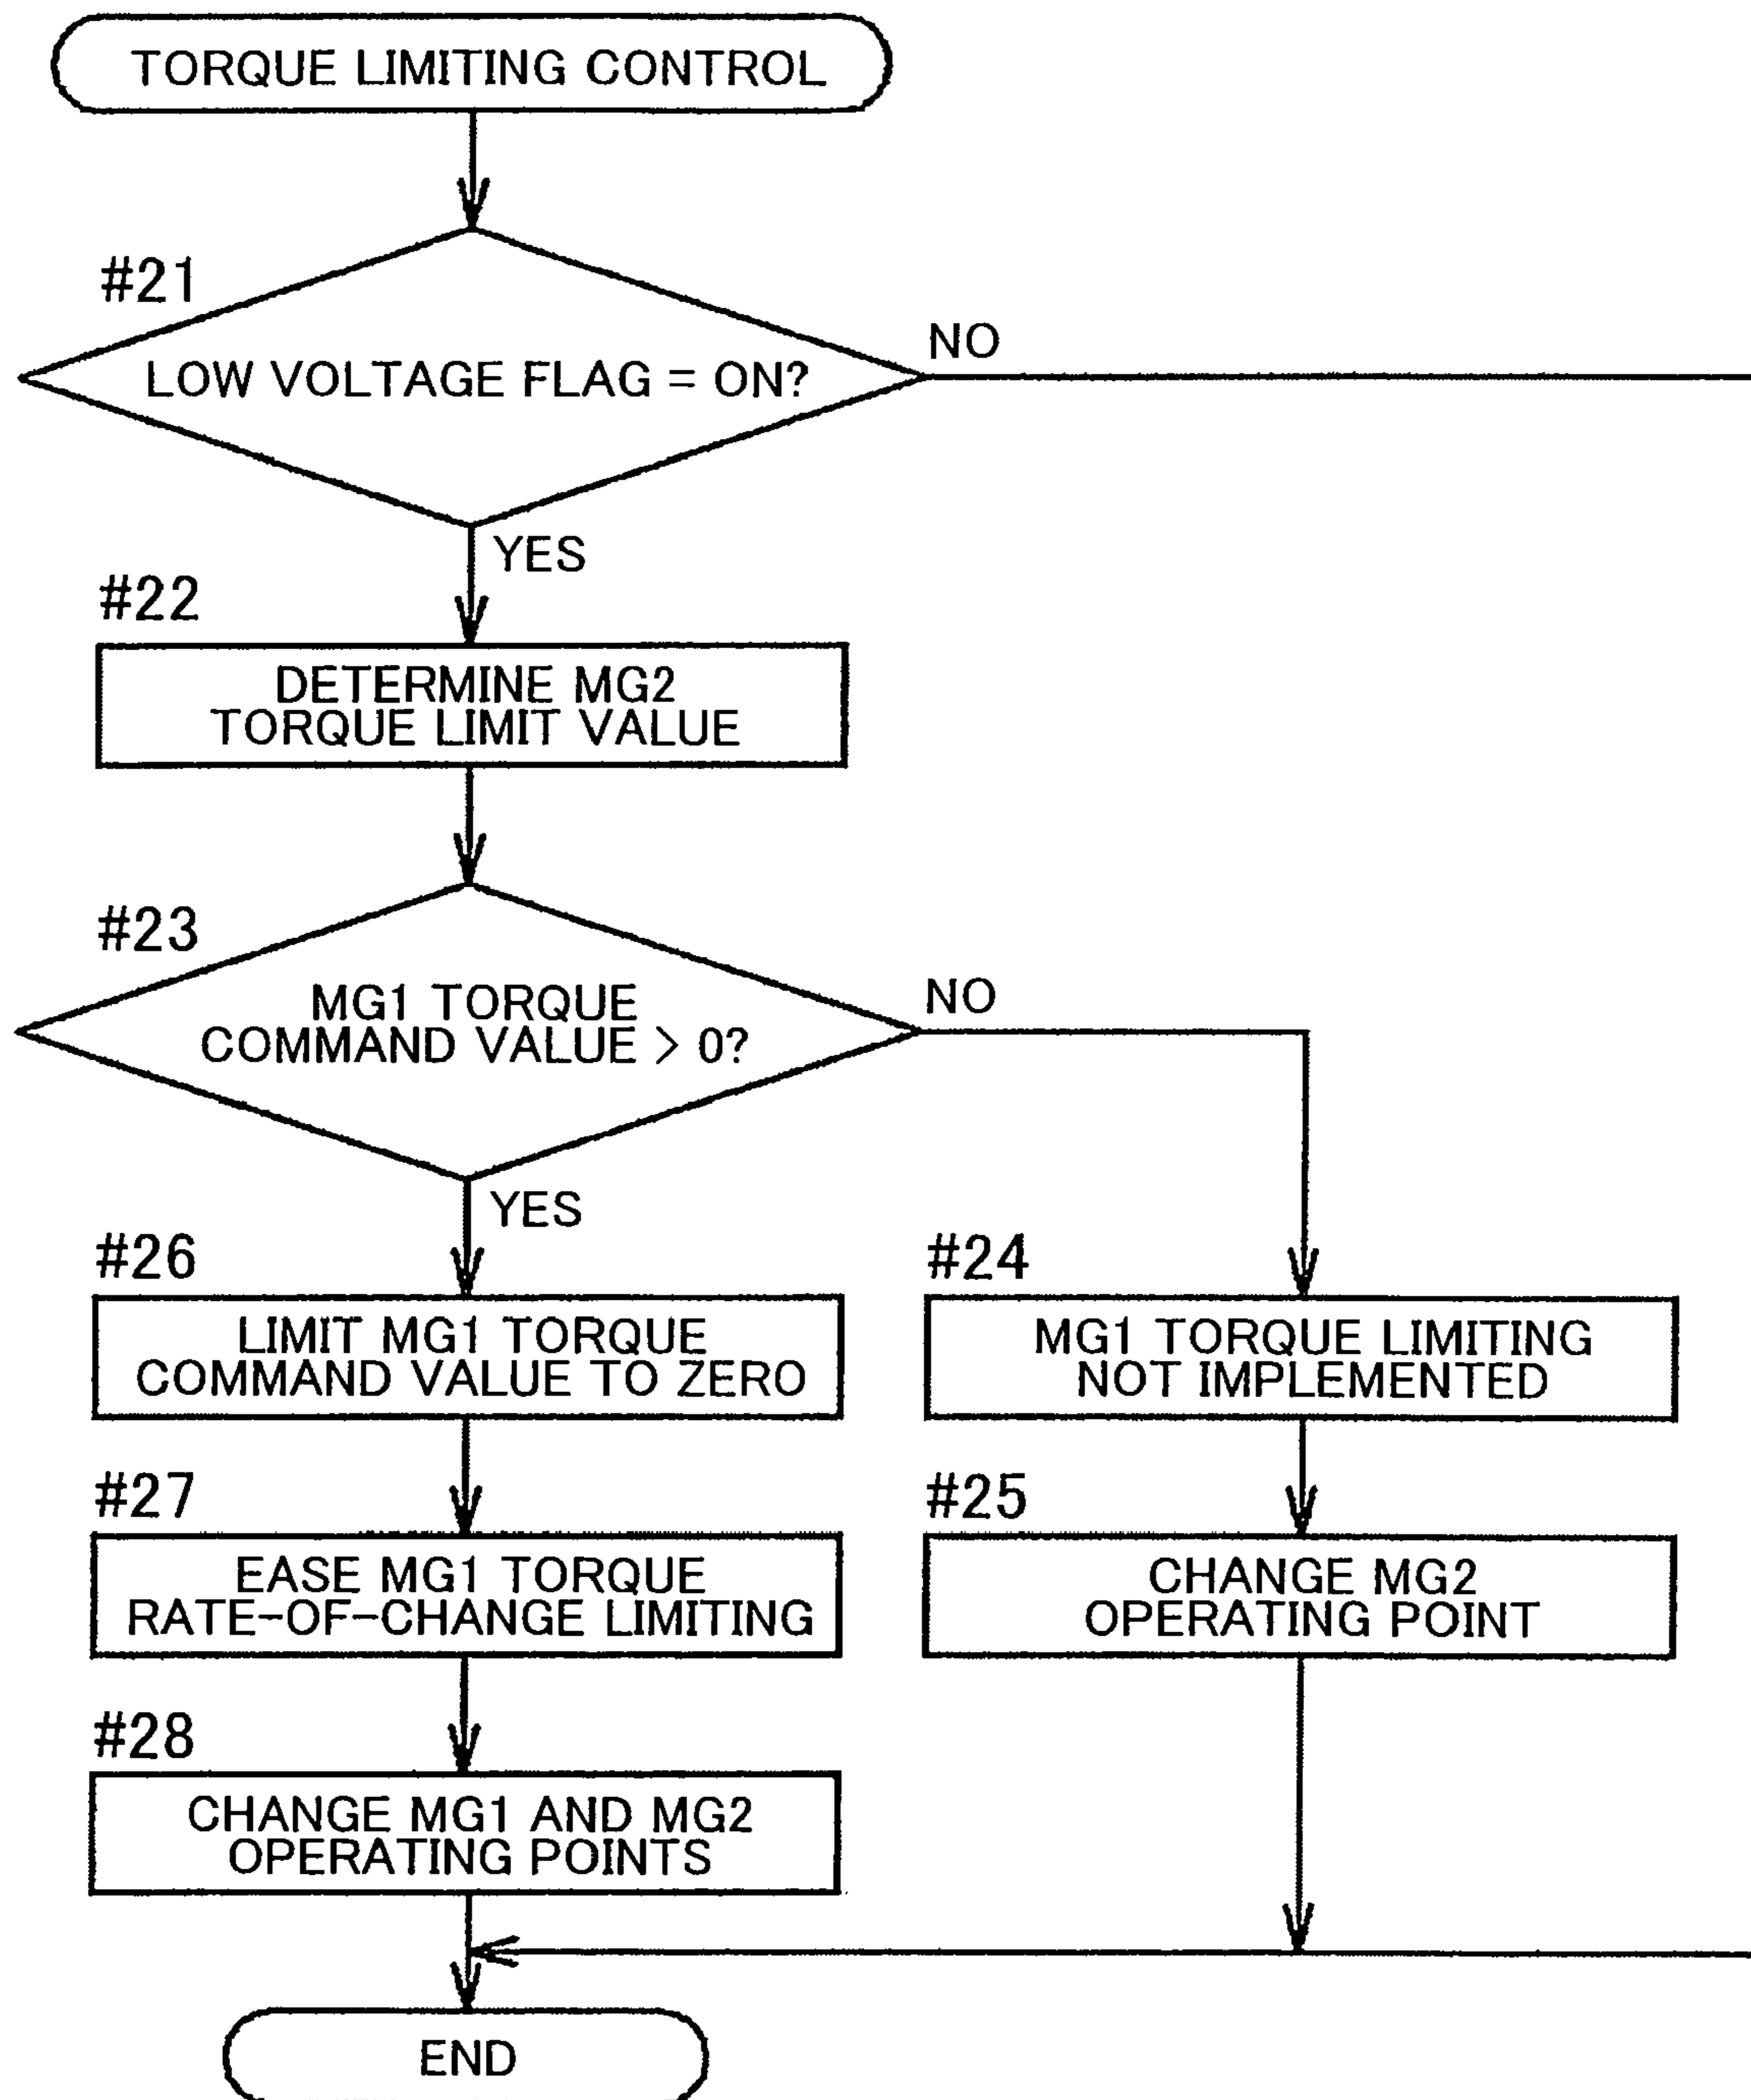 TORQUE LIMITING CONTROL
#21
LOW VOLTAGE FLAG = ON?
NO
YES
#22
DETERMINE MG2
TORQUE LIMIT VALUE
#23
MG1 TORQUE
COMMAND VALUE > 0?
NO
YES
#26
LIMIT MG1 TORQUE
COMMAND VALUE TO ZERO
#24
MG1 TORQUE LIMITING
NOT IMPLEMENTED
#27
EASE MG1 TORQUE
RATE-OF-CHANGE LIMITING
#25
CHANGE MG2
OPERATING POINT
#28
CHANGE MG1 AND MG2
OPERATING POINTS
END